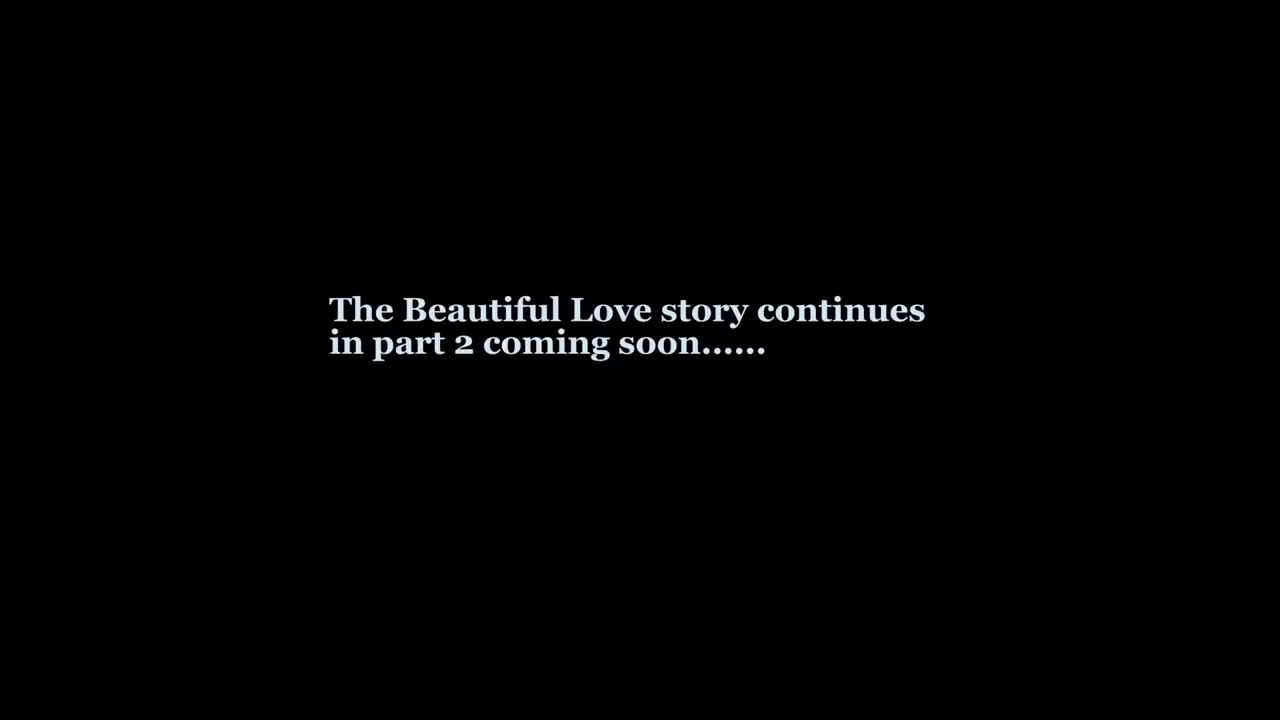 The Beautiful Love story continues
in part 2 coming soon......